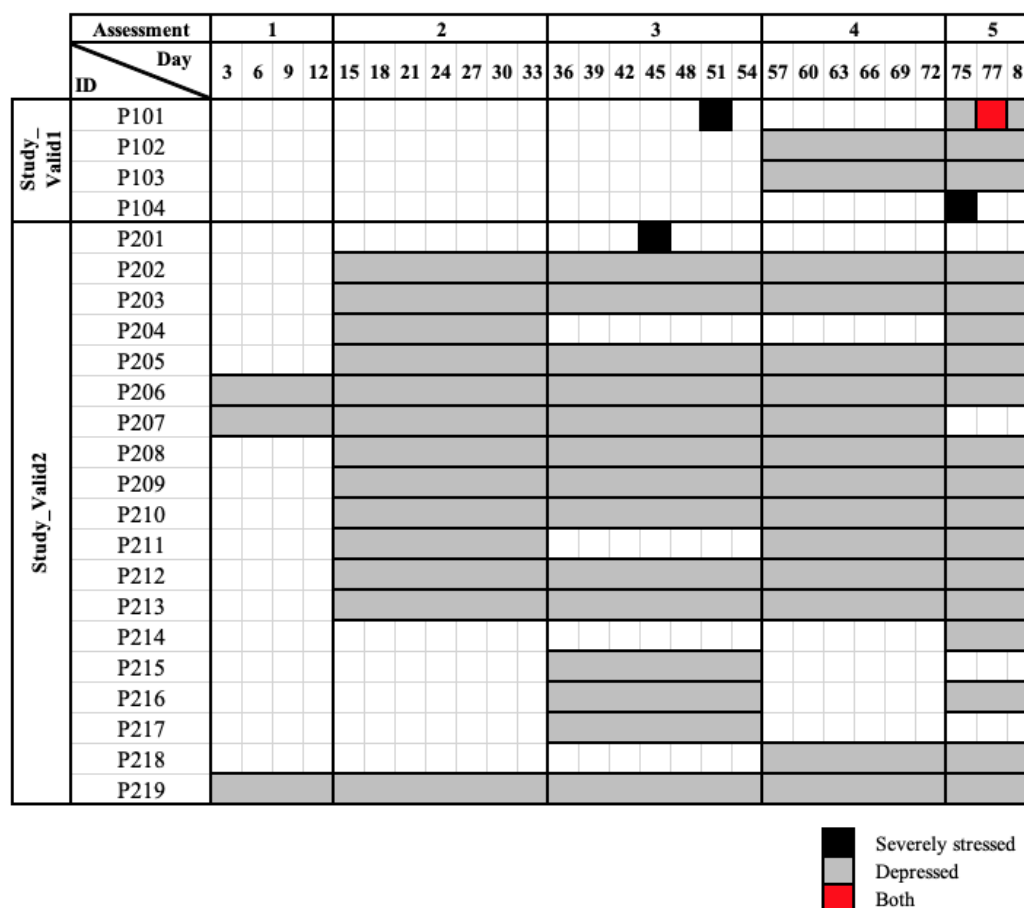 Assessment 1 2 3 4 5
Day
ID
3 6 9 12 15 18 21 24 27 30 33 36 39 42 45 48 51 54 57 60 63 66 69 72 75 77 8
Study_
Valid1
P101
P102
P103
P104
Study_Valid2
P201
P202
P203
P204
P205
P206
P207
P208
P209
P210
P211
P212
P213
P214
P215
P216
P217
P218
P219
Severely stressed
Depressed
Both